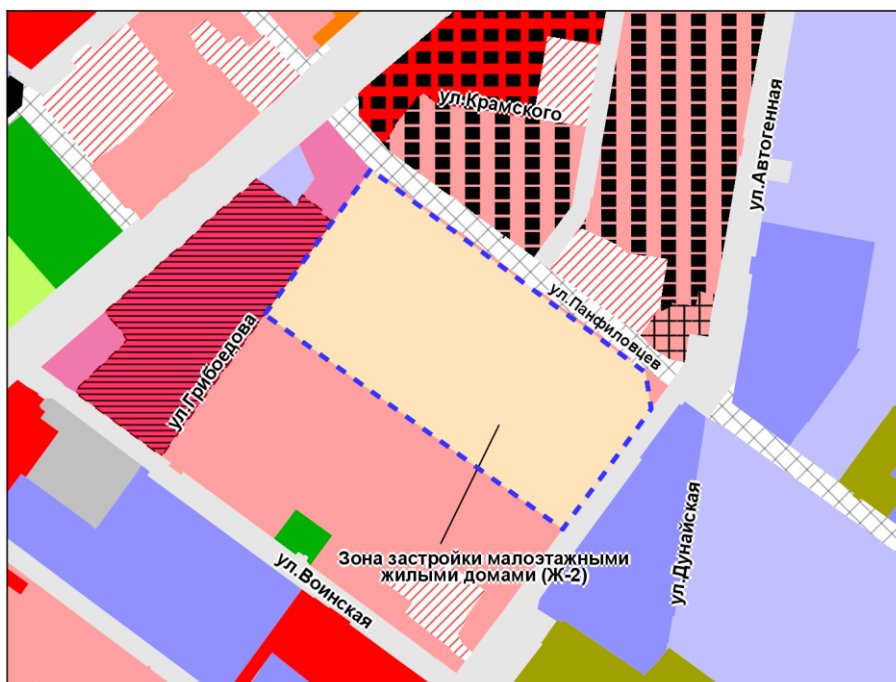 ул.Крамского
ул.Автогенная
ул.Панфиловцев
ул.Грибоедова
Зона застройки малоэтажными
жилыми домами (Ж-2)
ул.Дунайская
ул.Воинская